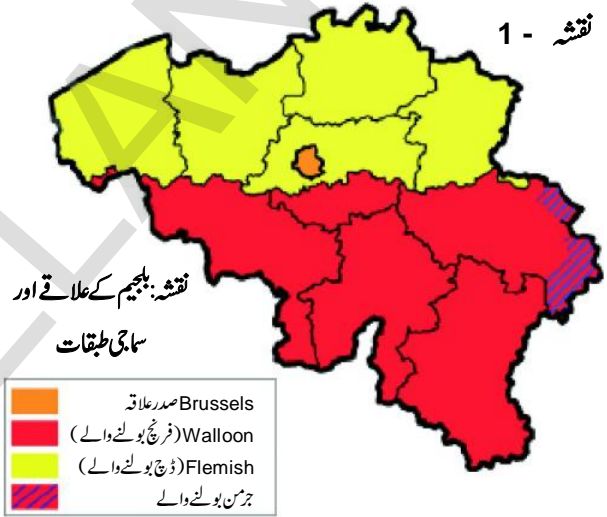 نقشہ - 1
نقشہ: بلجیم کے علاقے اور
سماجی طبقات
Brussels صدر علاقہ
Walloon (فرنچ بولنے والے)
Flemish (ڈچ بولنے والے)
جرمن بولنے والے